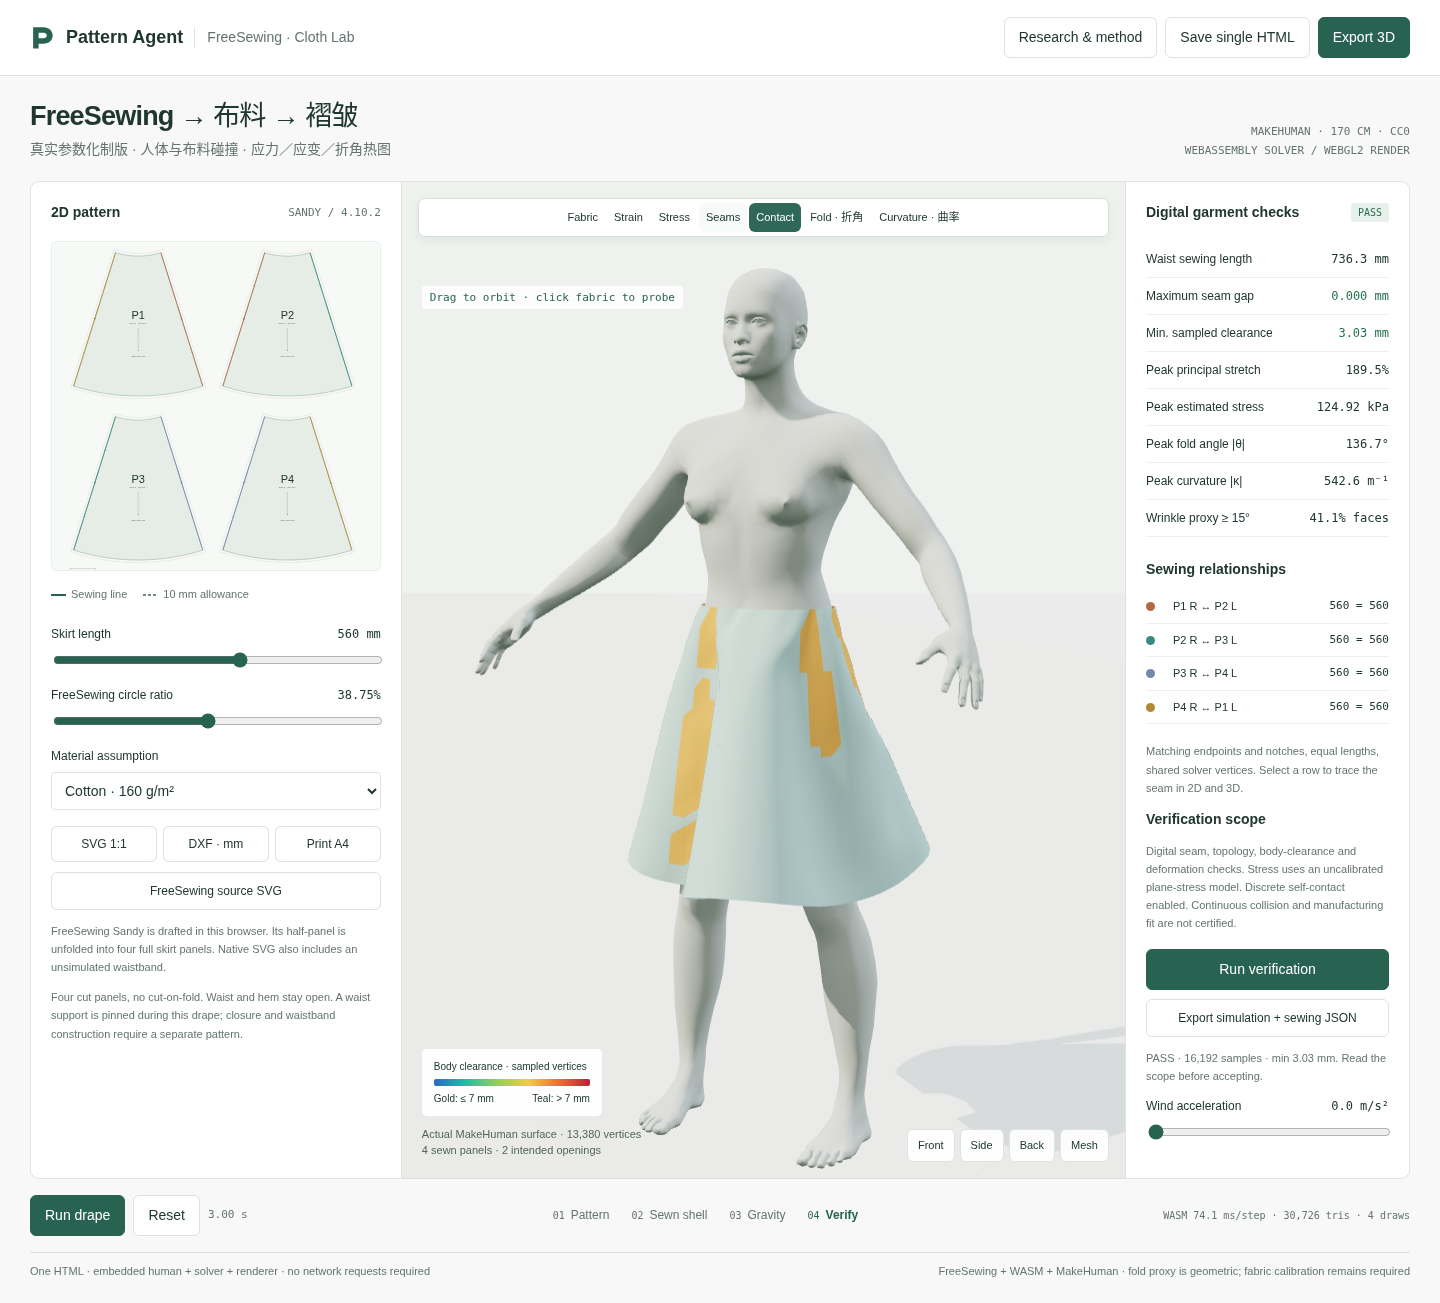 Pattern Agent
FreeSewing · Cloth Lab
Research & method
Save single HTML
Export 3D
FreeSewing → 布料 → 褶皱
真实参数化制版 · 人体与布料碰撞 · 应力／应变／折角热图
MAKEHUMAN · 170 CM · CC0
WEBASSEMBLY SOLVER / WEBGL2 RENDER
2D pattern
SANDY / 4.10.2
P1
P2
P3
P4
Sewing line
10 mm allowance
Skirt length
560 mm
FreeSewing circle ratio
38.75%
Material assumption
Cotton · 160 g/m²
SVG 1:1
DXF · mm
Print A4
FreeSewing source SVG
FreeSewing Sandy is drafted in this browser. Its half-panel is
unfolded into four full skirt panels. Native SVG also includes an
unsimulated waistband.
Four cut panels, no cut-on-fold. Waist and hem stay open. A waist
support is pinned during this drape; closure and waistband
construction require a separate pattern.
Fabric
Strain
Stress
Seams
Contact
Fold · 折角
Curvature · 曲率
Drag to orbit · click fabric to probe
Body clearance · sampled vertices
Gold: ≤ 7 mm
Teal: > 7 mm
Actual MakeHuman surface · 13,380 vertices
4 sewn panels · 2 intended openings
Front
Side
Back
Mesh
Digital garment checks
PASS
Waist sewing length
736.3 mm
Maximum seam gap
0.000 mm
Min. sampled clearance
3.03 mm
Peak principal stretch
189.5%
Peak estimated stress
124.92 kPa
Peak fold angle |θ|
136.7°
Peak curvature |κ|
542.6 m⁻¹
Wrinkle proxy ≥ 15°
41.1% faces
Sewing relationships
P1 R ↔ P2 L
560 = 560
P2 R ↔ P3 L
560 = 560
P3 R ↔ P4 L
560 = 560
P4 R ↔ P1 L
560 = 560
Matching endpoints and notches, equal lengths,
shared solver vertices. Select a row to trace the
seam in 2D and 3D.
Verification scope
Digital seam, topology, body-clearance and
deformation checks. Stress uses an uncalibrated
plane-stress model. Discrete self-contact
enabled. Continuous collision and manufacturing
fit are not certified.
Run verification
Export simulation + sewing JSON
PASS · 16,192 samples · min 3.03 mm. Read the
scope before accepting.
Wind acceleration
0.0 m/s²
Run drape
Reset
3.00 s
01 Pattern
02 Sewn shell
03 Gravity
04 Verify
WASM 74.1 ms/step · 30,726 tris · 4 draws
One HTML · embedded human + solver + renderer · no network requests required
FreeSewing + WASM + MakeHuman · fold proxy is geometric; fabric calibration remains required